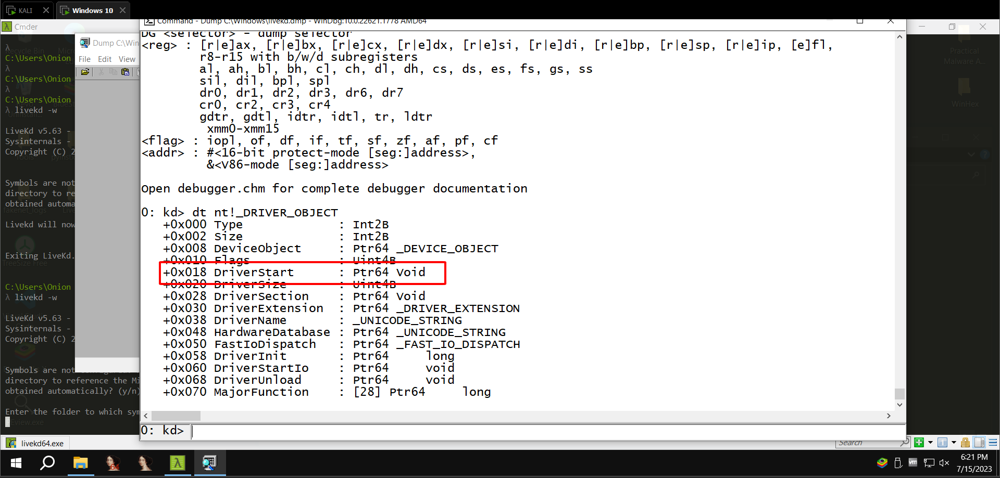 KALI
Windows 10
Cmder
Command - Dump C:\Windows\livekd.dmp - WinDbg:10.0.22621.1778 AMD64
Dump C:\Win
File Edit View
λ
C:\Users\Onion
λ
C:\Users\Onion
λ
C:\Users\Onion
λ livekd -w
LiveKd v5.63 -
Sysinternals -
Copyright (C) 2
Symbols are not
directory to re
obtained automa
Livekd will now
Exiting LiveKd.
C:\Users\Onion
λ livekd -w
LiveKd v5.63 -
Sysinternals -
Copyright (C) 2
Symbols are not
directory to reference the Mi
obtained automatically? (y/n)
Enter the folder to which sym
Recycle Bin
fakenet_logs
TreeSize Free
Practical
Malware A...
WinHex
DG <selector> - dump selector
<reg> : [r|e]ax, [r|e]bx, [r|e]cx, [r|e]dx, [r|e]si, [r|e]di, [r|e]bp, [r|e]sp, [r|e]ip, [e]fl,
r8-r15 with b/w/d subregisters
al, ah, bl, bh, cl, ch, dl, dh, cs, ds, es, fs, gs, ss
sil, dil, bpl, spl
dr0, dr1, dr2, dr3, dr6, dr7
cr0, cr2, cr3, cr4
gdtr, gdtl, idtr, idtl, tr, ldtr
xmm0-xmm15
<flag> : iopl, of, df, if, tf, sf, zf, af, pf, cf
<addr> : #<16-bit protect-mode [seg:]address>,
&<V86-mode [seg:]address>
Open debugger.chm for complete debugger documentation
0: kd> dt nt!_DRIVER_OBJECT
+0x000 Type : Int2B
+0x002 Size : Int2B
+0x008 DeviceObject : Ptr64 _DEVICE_OBJECT
+0x010 Flags : Uint4B
+0x018 DriverStart : Ptr64 Void
+0x020 DriverSize : Uint4B
+0x028 DriverSection : Ptr64 Void
+0x030 DriverExtension : Ptr64 _DRIVER_EXTENSION
+0x038 DriverName : _UNICODE_STRING
+0x048 HardwareDatabase : Ptr64 _UNICODE_STRING
+0x050 FastIoDispatch : Ptr64 _FAST_IO_DISPATCH
+0x058 DriverInit : Ptr64 long
+0x060 DriverStartIo : Ptr64 void
+0x068 DriverUnload : Ptr64 void
+0x070 MajorFunction : [28] Ptr64 long
0: kd>
livekd64.exe
Search
6:21 PM
7/15/2023